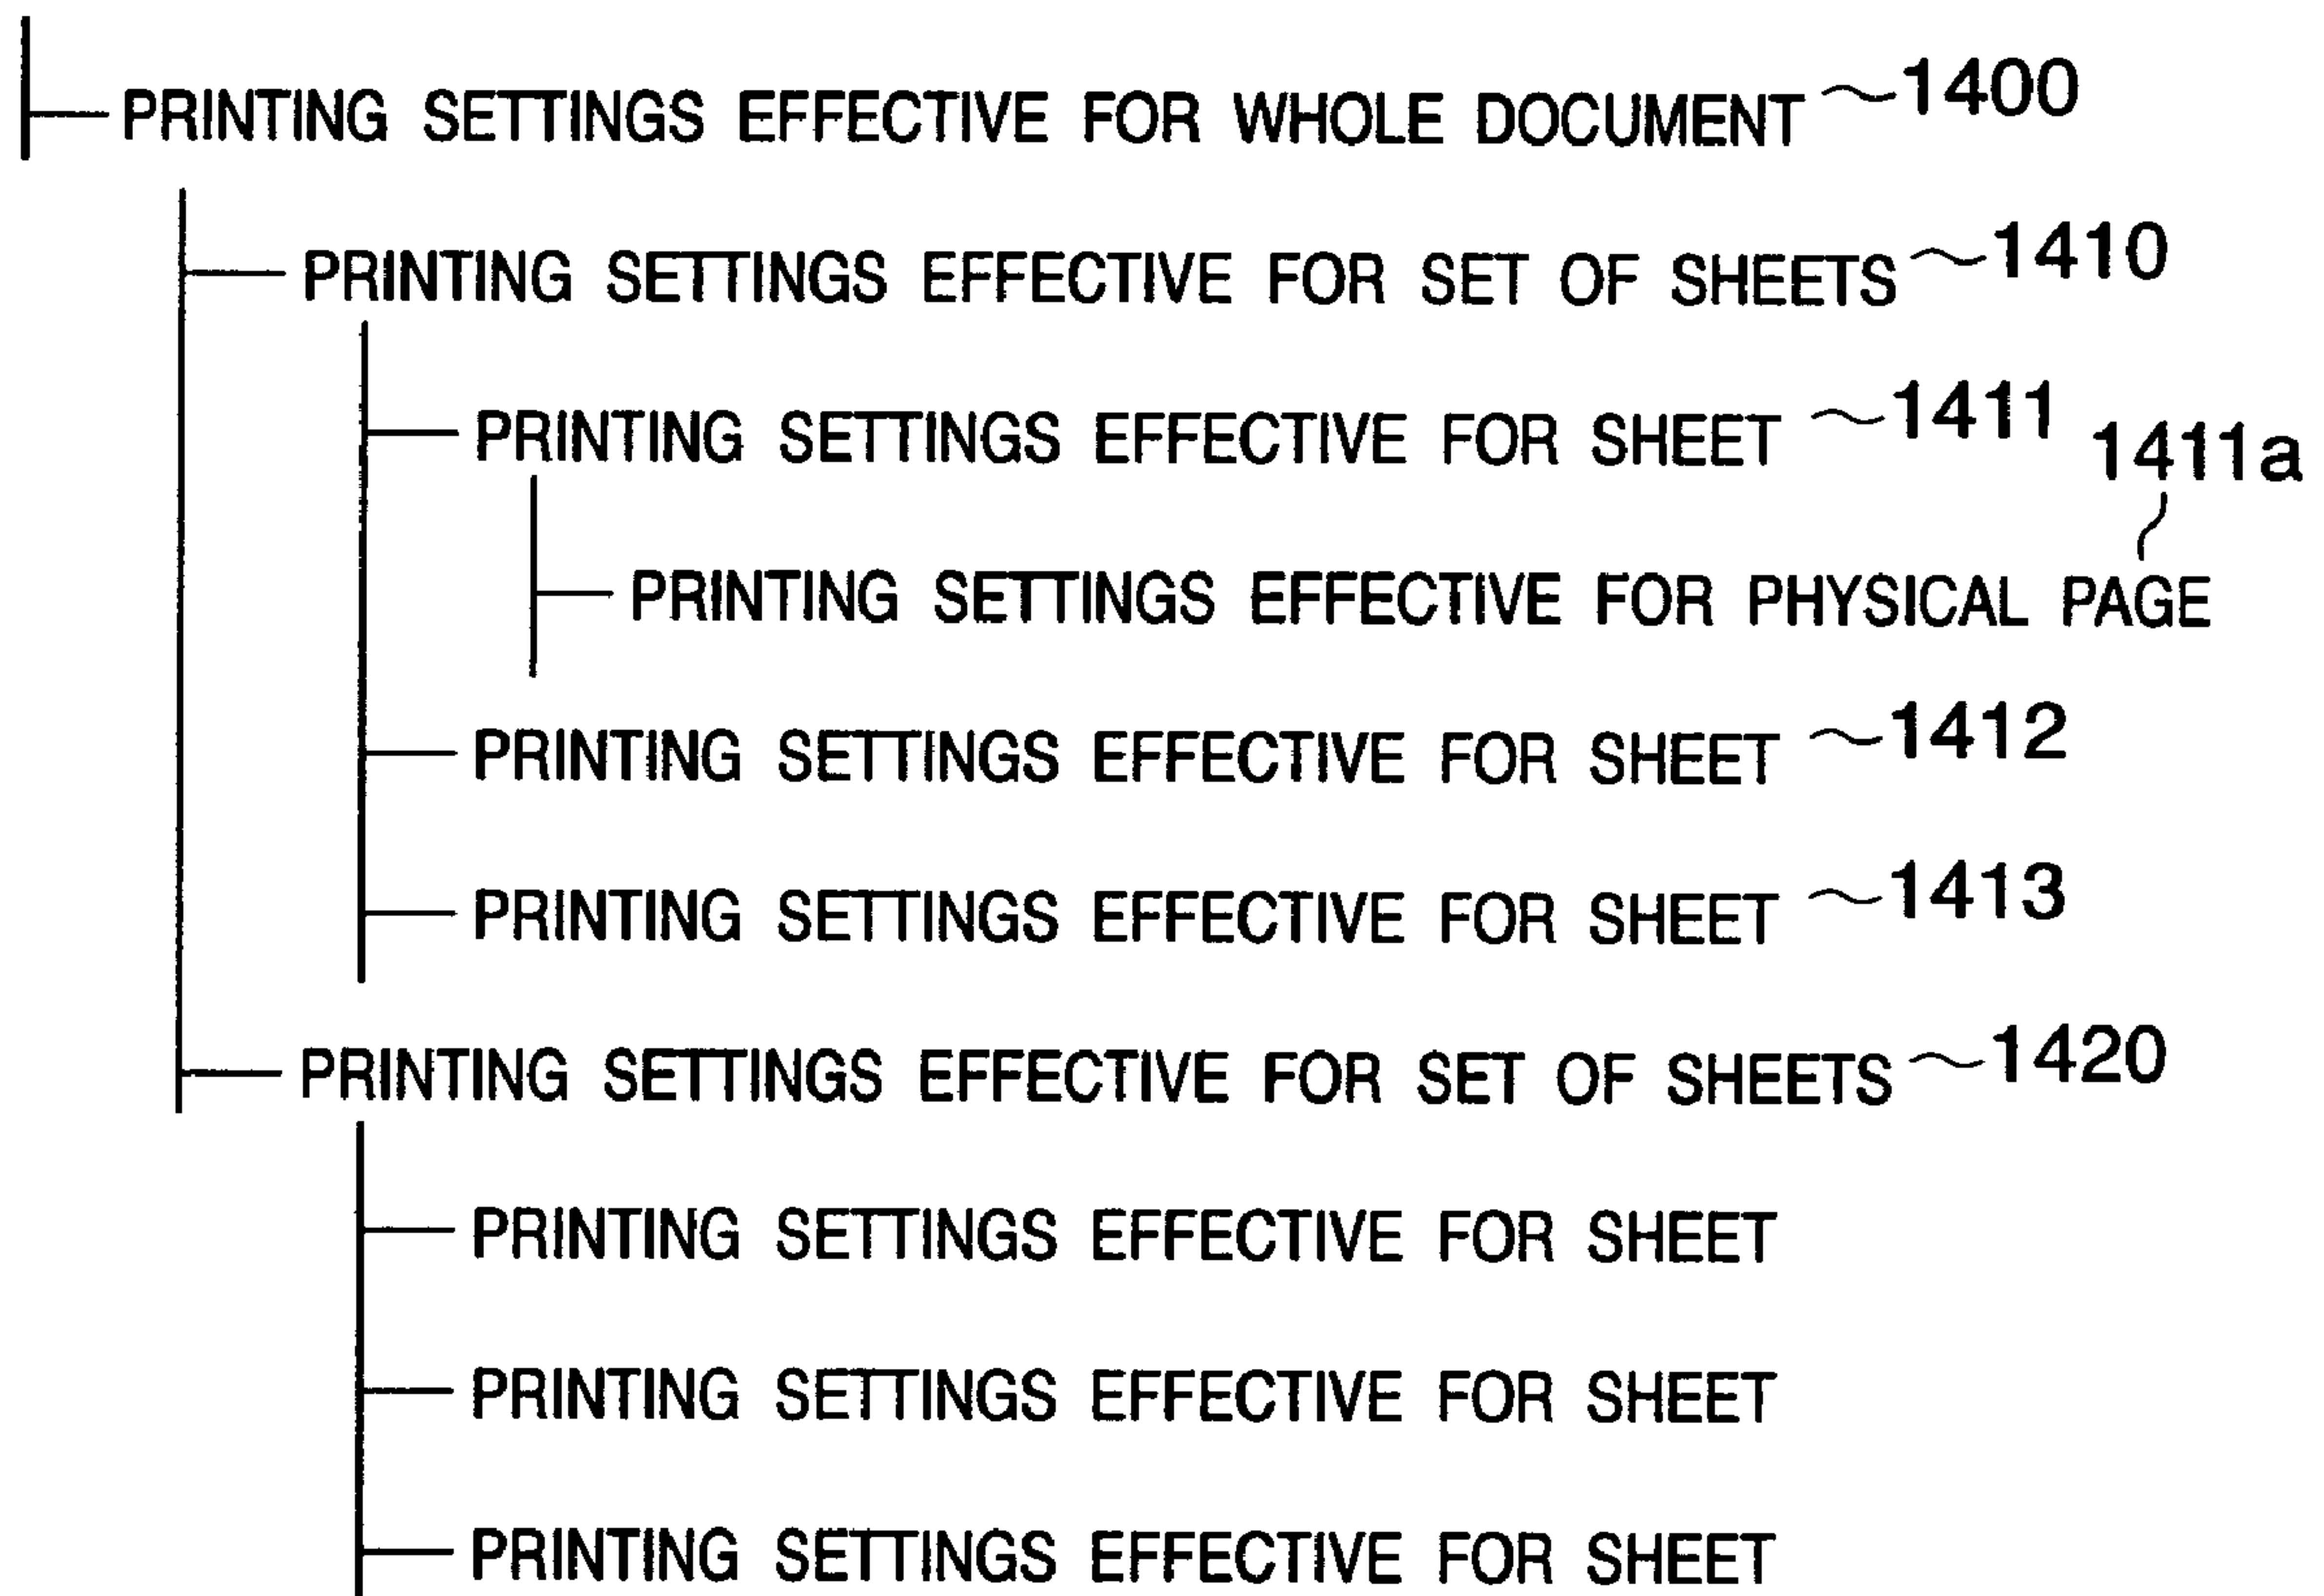 PRINTING SETTINGS EFFECTIVE FOR WHOLE DOCUMENT 1400
PRINTING SETTINGS EFFECTIVE FOR SET OF SHEETS 1410
PRINTING SETTINGS EFFECTIVE FOR SHEET 1411
1411a
PRINTING SETTINGS EFFECTIVE FOR PHYSICAL PAGE
PRINTING SETTINGS EFFECTIVE FOR SHEET 1412
PRINTING SETTINGS EFFECTIVE FOR SHEET 1413
PRINTING SETTINGS EFFECTIVE FOR SET OF SHEETS 1420
PRINTING SETTINGS EFFECTIVE FOR SHEET
PRINTING SETTINGS EFFECTIVE FOR SHEET
PRINTING SETTINGS EFFECTIVE FOR SHEET